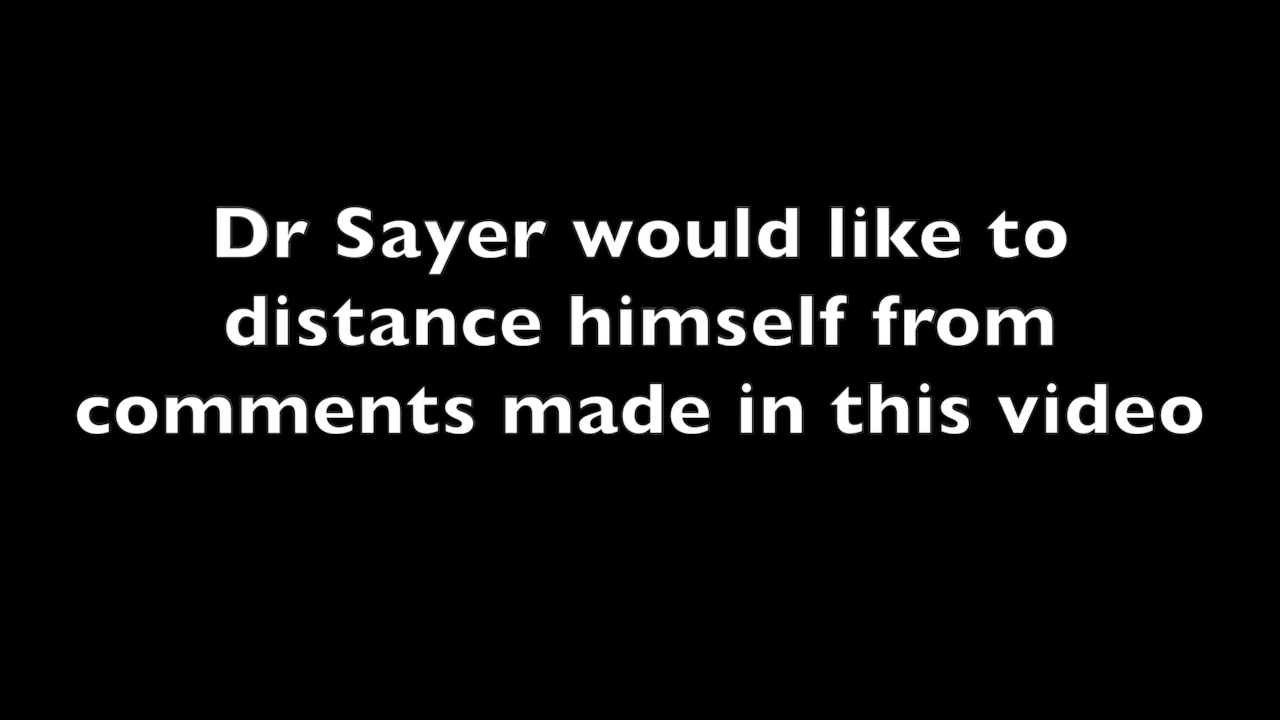 Dr Sayer would like to
distance himself from
comments made in this video